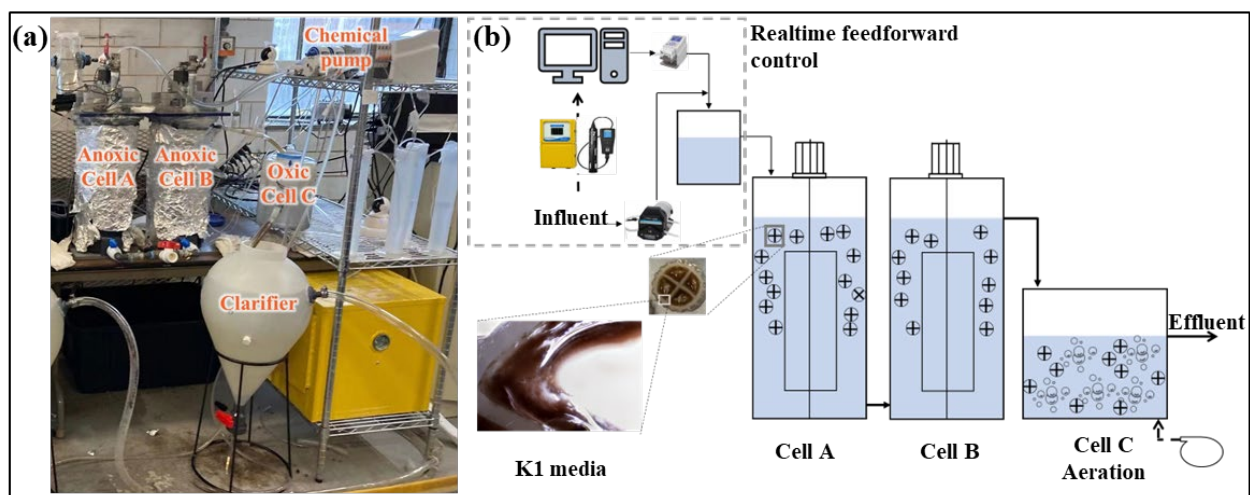 (a)
Chemical
pump
Anoxic
Cell A
Anoxic
Cell B
Oxic
Cell C
Clarifier
(b)
Realtime feedforward
control
Influent
Effluent
K1 media
Cell A
Cell B
Cell C
Aeration